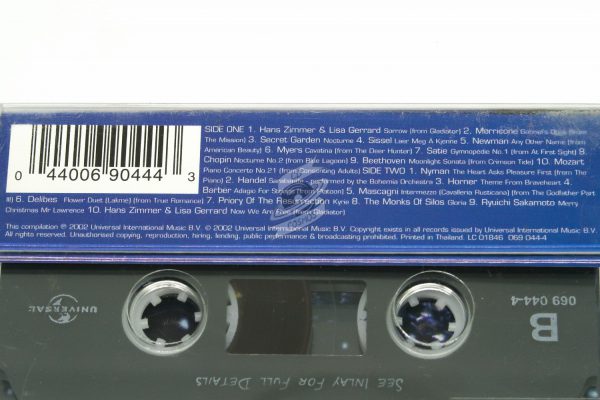 SIDE ONE 1. Hans Zimmer & Lisa Gerrard Sorrow (from Gladiator) 2. Morricone Gabriel's Oboe (from
The Mission) 3. Secret Garden Nocturne 4. Sissel Laer Meg A Kjenne 5. Newman Any Other Name (from
American Beauty) 6. Myers Cavatina (from The Deer Hunter) 7. Satie Gymnopédie No.1 (from At First Sight) 8.
Chopin Nocturne No.2 (from Blue Lagoon) 9. Beethoven Moonlight Sonata (from Crimson Tide) 10. Mozart
Piano Concerto No.21 (from Consenting Adults) SIDE TWO 1. Nyman The Heart Asks Pleasure First (from The
Piano) 2. Handel Sarabande - performed by the Bohemia Orchestra 3. Horner Theme From Braveheart 4.
Barber Adagio For Strings (from Platoon) 5. Mascagni Intermezzo (Cavalleria Rusticana) (from The Godfather Part
III) 6. Delibes Flower Duet (Lakme) (from True Romance) 7. Priory Of The Resurrection Kyrie 8. The Monks Of Silos Gloria 9. Ryuichi Sakamoto Merry
Christmas Mr Lawrence 10. Hans Zimmer & Lisa Gerrard Now We Are Free (from Gladiator)
This compilation ℗ 2002 Universal International Music B.V. © 2002 Universal International Music B.V. Copyright exists in all records issued by Universal International Music B.V.
All rights reserved. Unauthorised copying, reproduction, hiring, lending, public performance & broadcasting prohibited. Printed in Thailand. LC 01846 069 044-4
0 44006 90444 3
069 044-4
B
UNIVERSAL
SEE INLAY FOR FULL DETAILS